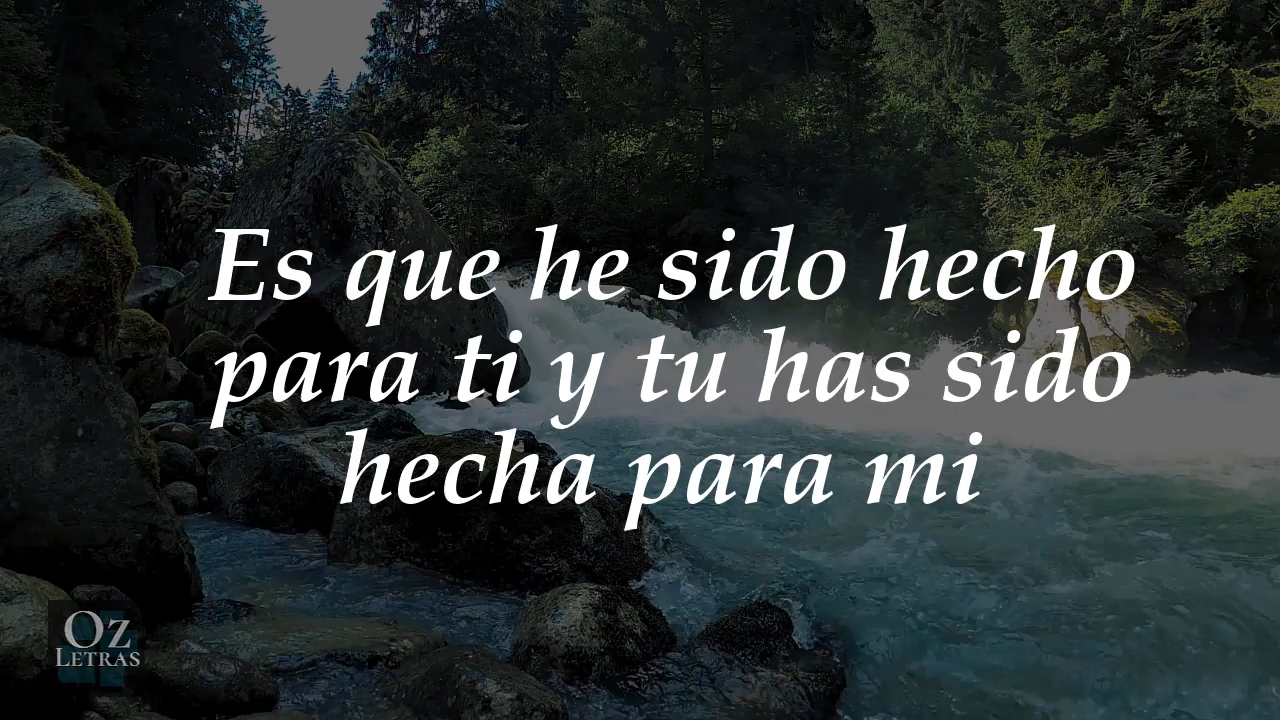 Es que he sido hecho
para ti y tu has sido
hecha para mi
Oz
LETRAS